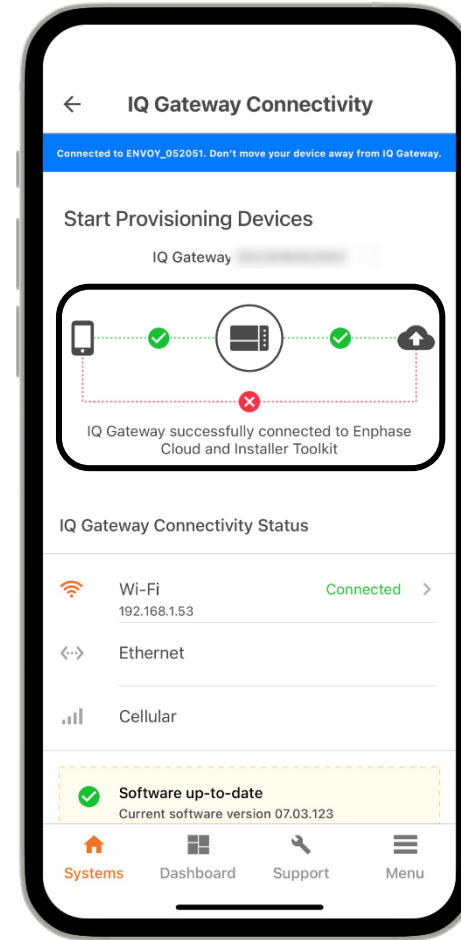 IQ Gateway Connectivity
Connected to ENVOY_052051. Don't move your device away from IQ Gateway.
Start Provisioning Devices
IQ Gateway
IQ Gateway successfully connected to Enphase
Cloud and Installer Toolkit
IQ Gateway Connectivity Status
Wi-Fi
Connected
192.168.1.53
Ethernet
Cellular
Software up-to-date
Current software version 07.03.123
Systems
Dashboard
Support
Menu